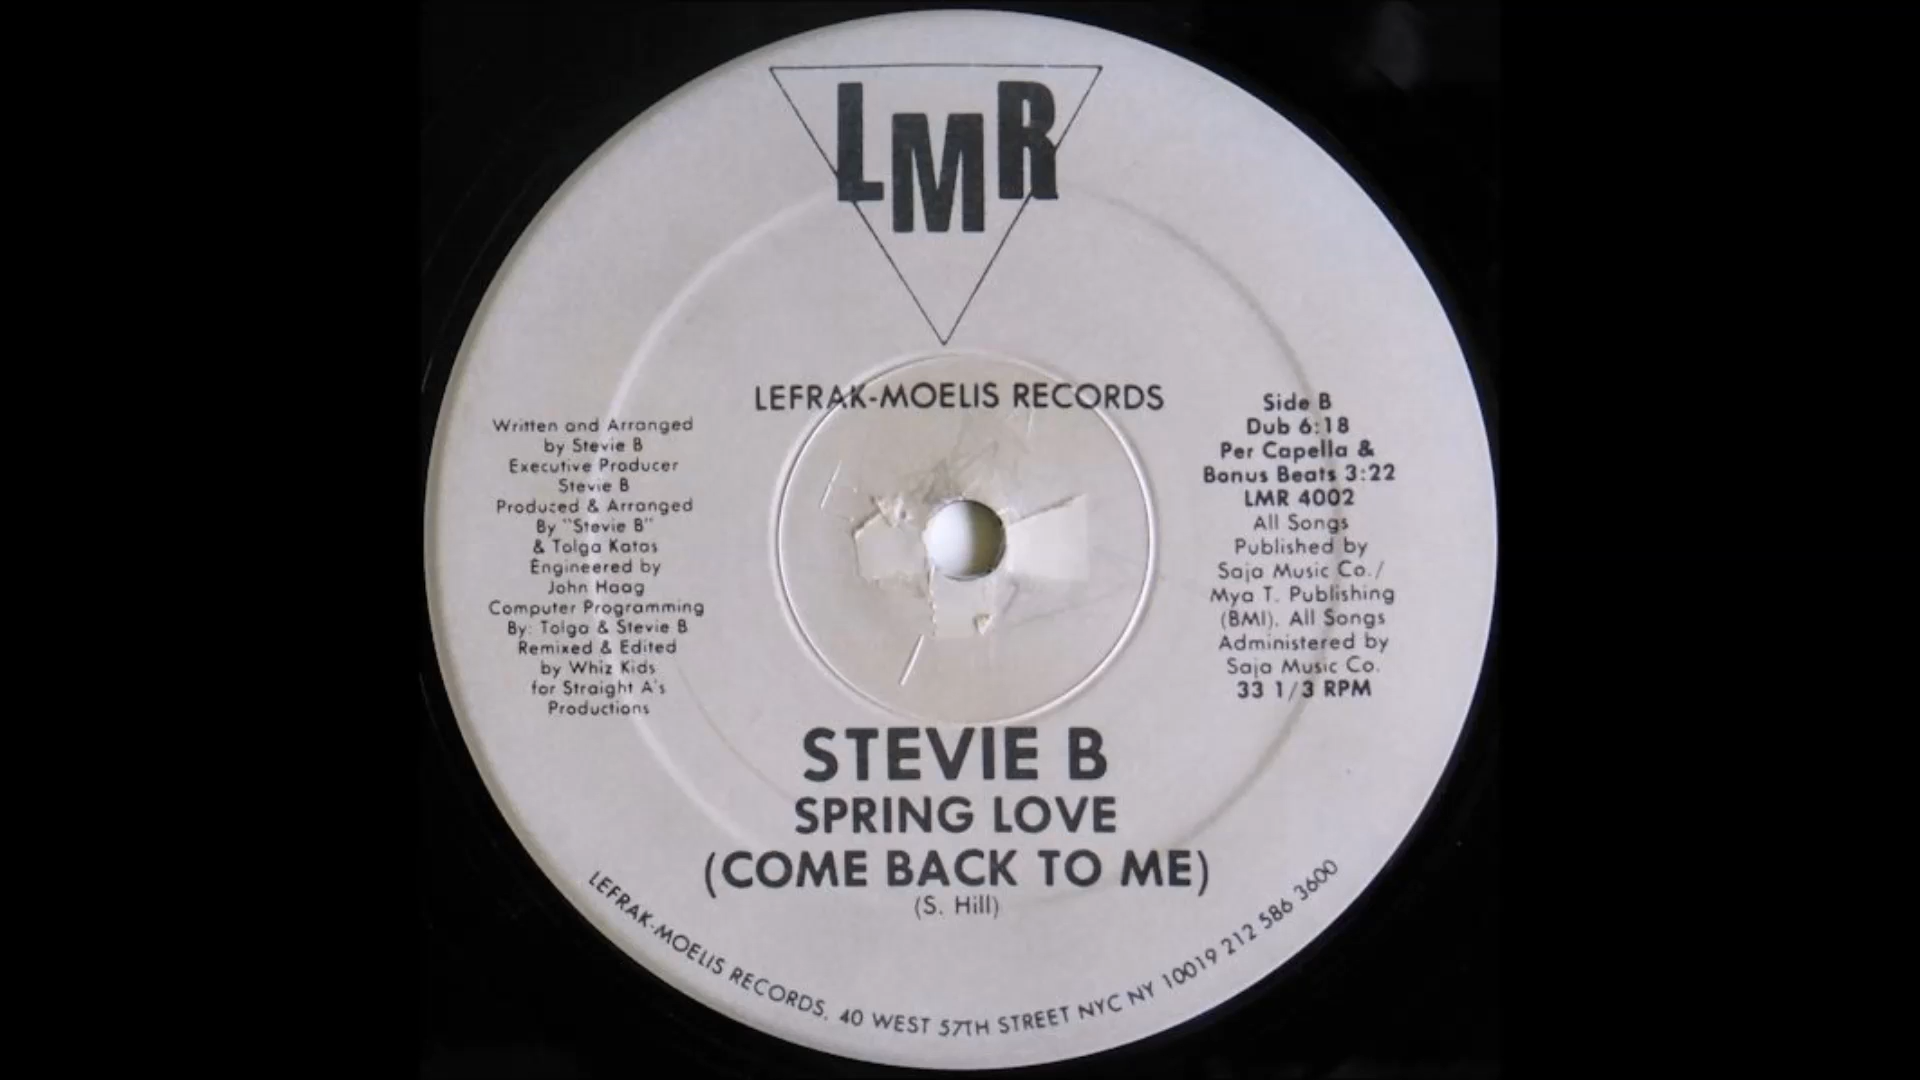 LMR
LEFRAK-MOELIS RECORDS
Written and Arranged
by Stevie B
Executive Producer
Stevie B
Produced & Arranged
By "Stevie B"
& Tolga Katas
Engineered by
John Haag
Computer Programming
By: Tolga & Stevie B
Remixed & Edited
by Whiz Kids
for Straight A's
Productions
Side B
Dub 6:18
Per Capella &
Bonus Beats 3:22
LMR 4002
All Songs
Published by
Saja Music Co./
Mya T. Publishing
(BMI). All Songs
Administered by
Saja Music Co.
33 1/3 RPM
STEVIE B
SPRING LOVE
(COME BACK TO ME)
(S. Hill)
LEFRAK-MOELIS RECORDS, 40 WEST 57TH STREET NYC NY 10019 212 586 3600